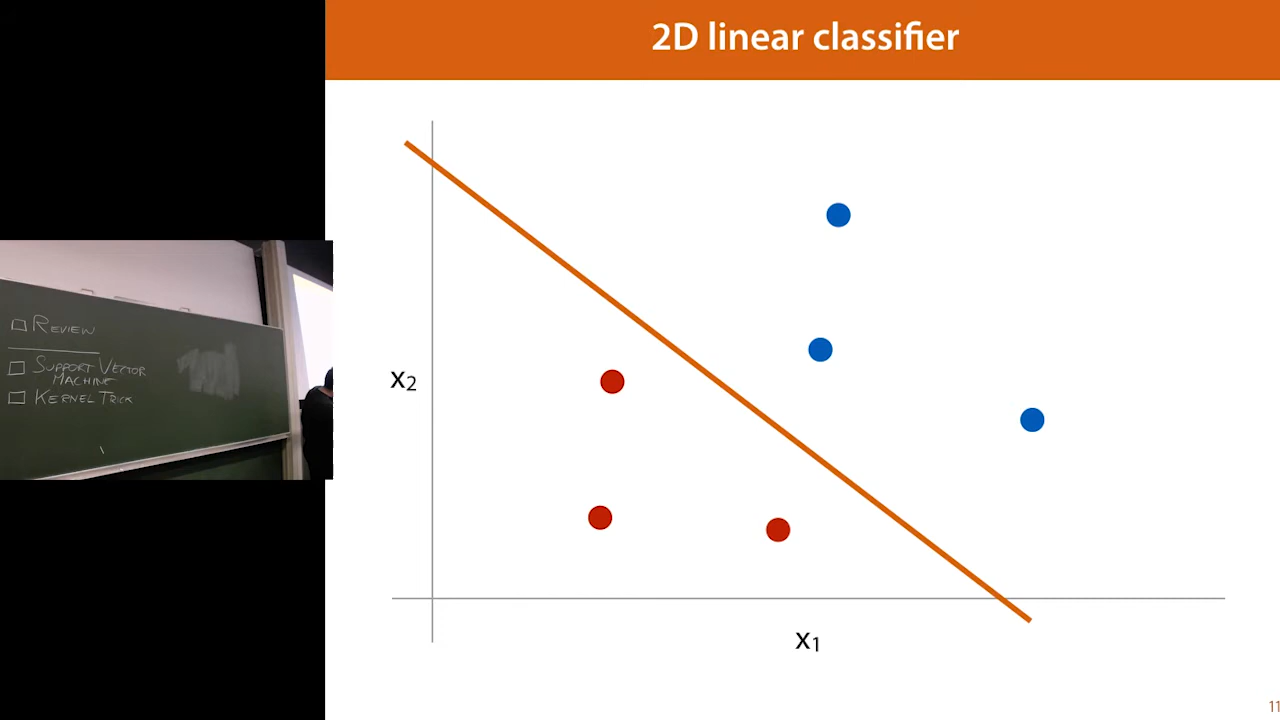 2D linear classifier
☐ REVIEW
☐ SUPPORT VECTOR
MACHINE
☐ KERNEL TRICK
x₂
x₁
11